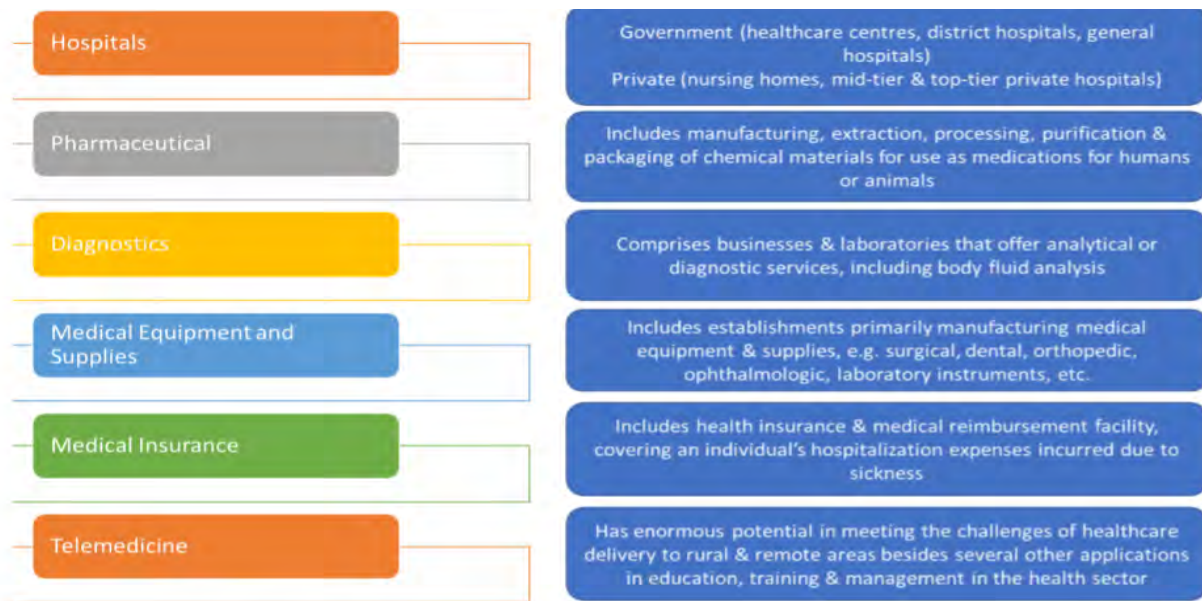 Hospitals
Government (healthcare centres, district hospitals, general
hospitals)
Private (nursing homes, mid-tier & top-tier private hospitals)
Pharmaceutical
Includes manufacturing, extraction, processing, purification &
packaging of chemical materials for use as medications for humans
or animals
Diagnostics
Comprises businesses & laboratories that offer analytical or
diagnostic services, including body fluid analysis
Medical Equipment and
Supplies
Includes establishments primarily manufacturing medical
equipment & supplies, e.g. surgical, dental, orthopedic,
ophthalmologic, laboratory instruments, etc.
Medical Insurance
Includes health insurance & medical reimbursement facility,
covering an individual's hospitalization expenses incurred due to
sickness
Telemedicine
Has enormous potential in meeting the challenges of healthcare
delivery to rural & remote areas besides several other applications
in education, training & management in the health sector